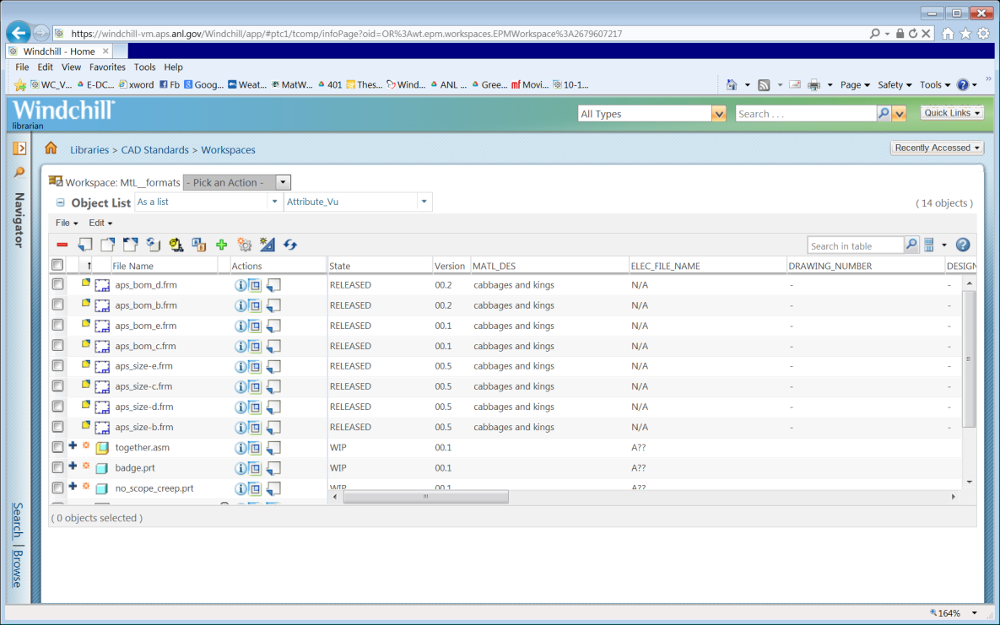 https://windchill-vm.aps.anl.gov/Windchill/app/#ptc1/tcomp/infoPage?oid=OR%3Awt.epm.workspaces.EPMWorkspace%3A2679607217
Windchill - Home
File Edit View Favorites Tools Help
WC_V... E-DC... xword Fb Goog... Weat... MatW... 401 Thes... Wind... ANL ... Gree... Movi... 10-1...
Page Safety Tools
Windchill
librarian
All Types Search . . . Quick Links
Libraries > CAD Standards > Workspaces Recently Accessed
Navigator
Workspace: MtL__formats - Pick an Action -
Object List As a list Attribute_Vu ( 14 objects )
File Edit
Search in table
File Name Actions State Version MATL_DES ELEC_FILE_NAME DRAWING_NUMBER DESIGN
aps_bom_d.frm RELEASED 00.2 cabbages and kings N/A - -
aps_bom_b.frm RELEASED 00.2 cabbages and kings N/A - -
aps_bom_e.frm RELEASED 00.1 cabbages and kings N/A - -
aps_bom_c.frm RELEASED 00.1 cabbages and kings N/A - -
aps_size-e.frm RELEASED 00.5 cabbages and kings N/A - -
aps_size-c.frm RELEASED 00.5 cabbages and kings N/A - -
aps_size-d.frm RELEASED 00.5 cabbages and kings N/A - -
aps_size-b.frm RELEASED 00.5 cabbages and kings N/A - -
together.asm WIP 00.1 A??
badge.prt WIP 00.1 A??
no_scope_creep.prt WIP 00.1 A??
( 0 objects selected )
Search | Browse
164%